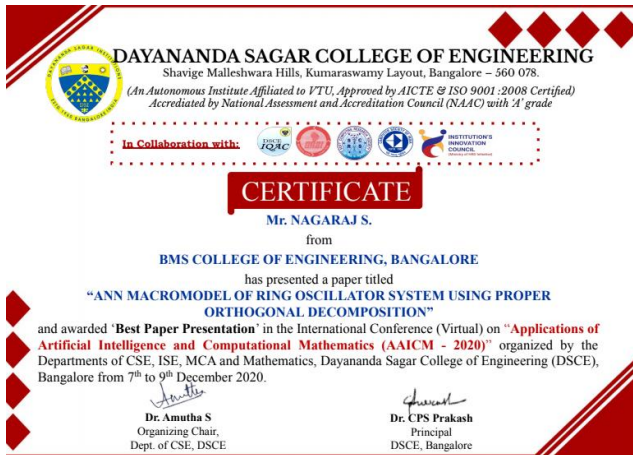 DAYANANDA SAGAR COLLEGE OF ENGINEERING
Shavige Malleshwara Hills, Kumaraswamy Layout, Bangalore – 560 078.
(An Autonomous Institute Affiliated to VTU, Approved by AICTE & ISO 9001 :2008 Certified)
Accrediated by National Assessment and Accreditation Council (NAAC) with 'A' grade
In Collaboration with:
DSCE
IQAC
INSTITUTION'S
INNOVATION
COUNCIL
CERTIFICATE
Mr. NAGARAJ S.
from
BMS COLLEGE OF ENGINEERING, BANGALORE
has presented a paper titled
“ANN MACROMODEL OF RING OSCILLATOR SYSTEM USING PROPER
ORTHOGONAL DECOMPOSITION”
and awarded ‘Best Paper Presentation’ in the International Conference (Virtual) on “Applications of
Artificial Intelligence and Computational Mathematics (AAICM - 2020)” organized by the
Departments of CSE, ISE, MCA and Mathematics, Dayananda Sagar College of Engineering (DSCE),
Bangalore from 7th to 9th December 2020.
Dr. Amutha S
Organizing Chair,
Dept. of CSE, DSCE
Dr. CPS Prakash
Principal
DSCE, Bangalore